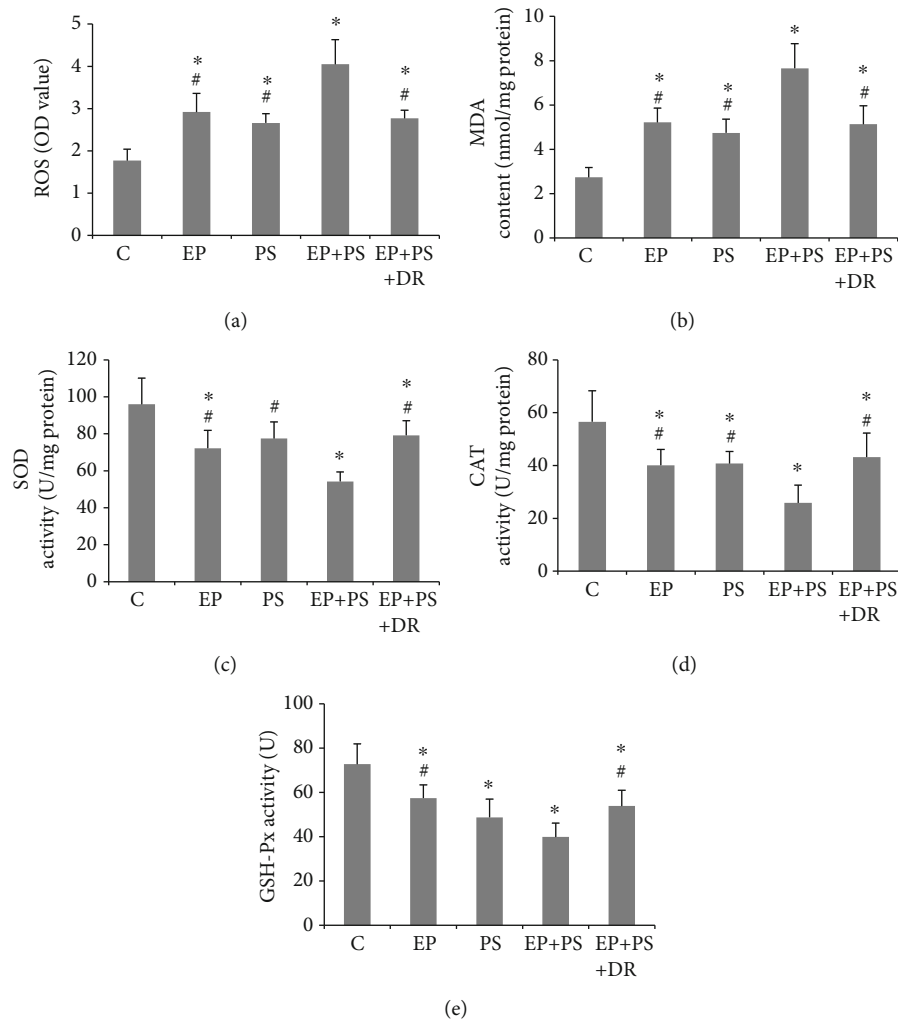 ROS (OD value)
5
4
3
2
1
0
*
#
*
#
*
*
#
C EP PS EP+PS EP+PS
+DR
(a)
MDA
content (nmol/mg protein)
10
8
6
4
2
0
*
#
*
#
*
*
#
C EP PS EP+PS EP+PS
+DR
(b)
SOD
activity (U/mg protein)
120
100
80
60
40
20
0
*
#
#
*
*
#
C EP PS EP+PS EP+PS
+DR
(c)
CAT
activity (U/mg protein)
80
60
40
20
0
*
#
*
#
*
*
#
C EP PS EP+PS EP+PS
+DR
(d)
GSH-Px activity (U)
100
80
60
40
20
0
*
#
*
*
*
#
C EP PS EP+PS EP+PS
+DR
(e)